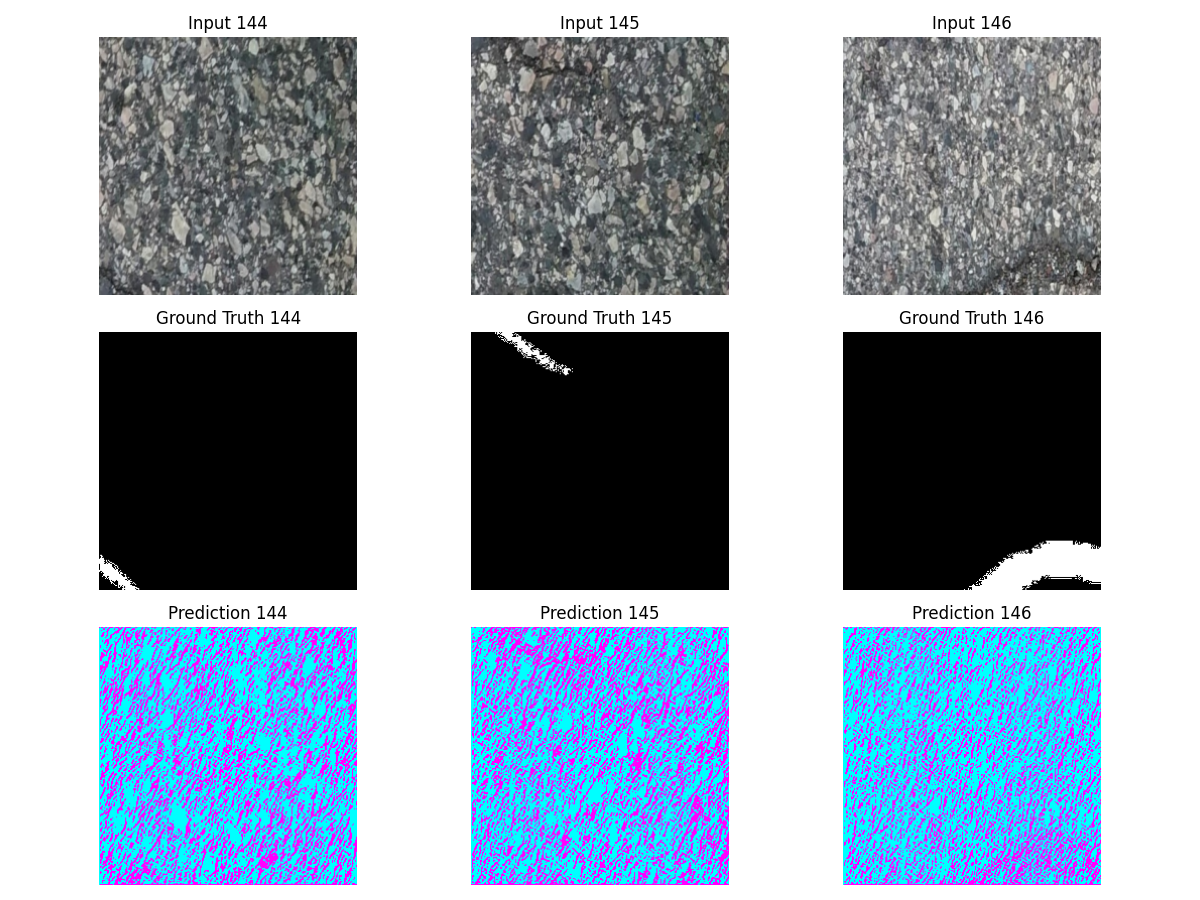 Input 144
Input 145
Input 146
Ground Truth 144
Ground Truth 145
Ground Truth 146
Prediction 144
Prediction 145
Prediction 146